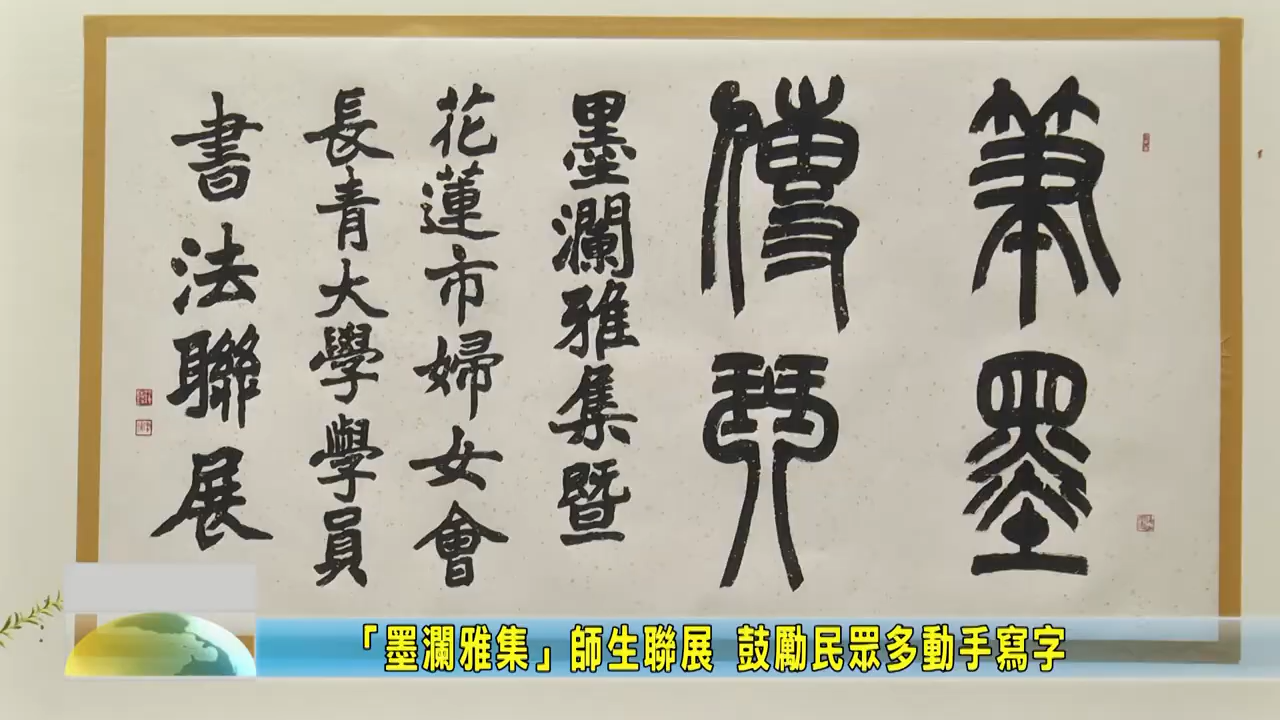 筆墨
琴
墨瀾雅集暨
花蓮市婦女會
長青大學學員
書法聯展
「墨瀾雅集」師生聯展 鼓勵民眾多動手寫字